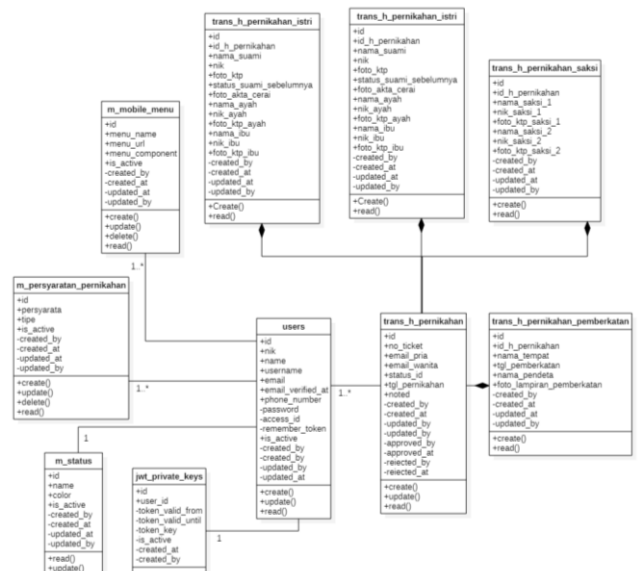 trans_h_pernikahan_istri
+id
+id_h_pernikahan
+nama_suami
+nik
+foto_ktp
+status_suami_sebelumnya
+foto_akta_cerai
+nama_ayah
+nik_ayah
+foto_ktp_ayah
+nama_ibu
+nik_ibu
+foto_ktp_ibu
-created_by
-created_at
-updated_at
-updated_by
+Create()
+read()
trans_h_pernikahan_istri
+id
+id_h_pernikahan
+nama_suami
+nik
+foto_ktp
+status_suami_sebelumnya
+foto_akta_cerai
+nama_ayah
+nik_ayah
+foto_ktp_ayah
+nama_ibu
+nik_ibu
+foto_ktp_ibu
-created_by
-created_at
-updated_at
-updated_by
+Create()
+read()
trans_h_pernikahan_saksi
+id
+id_h_pernikahan
+nama_saksi_1
+nik_saksi_1
+foto_ktp_saksi_1
+nama_saksi_2
+nik_saksi_2
+foto_ktp_saksi_2
-created_by
-created_at
-updated_at
-updated_by
+create()
+read()
m_mobile_menu
+id
+menu_name
+menu_url
+menu_component
+is_active
-created_by
-created_at
-updated_at
-updated_by
+create()
+update()
+delete()
+read()
1..*
m_persyaratan_pernikahan
+id
+persyarata
+tipe
+is_active
-created_by
-created_at
-updated_at
-updated_by
+create()
+update()
+delete()
+read()
1..*
users
+id
+nik
+name
+username
+email
+email_verified_at
+phone_number
-password
-access_id
-remember_token
+is_active
-created_by
-created_by
-updated_by
-updated_at
+create()
+update()
+read()
1..*
trans_h_pernikahan
+id
+no_ticket
+email_pria
+email_wanita
+status_id
+tgl_pernikahan
+noted
-created_by
-created_at
-updated_by
-updated_by
-approved_by
-approved_at
-rejected_by
-rejected_at
+create()
+update()
+read()
trans_h_pernikahan_pemberkatan
+id
+id_h_pernikahan
+nama_tempat
+tgl_pemberkatan
+nama_pendeta
+foto_lampiran_pemberkatan
-created_by
-created_at
-updated_at
-updated_by
+create()
+read()
1
m_status
+id
+name
+color
+is_active
-created_by
-created_at
-updated_at
-updated_by
+read()
+update()
jwt_private_keys
+id
+user_id
-token_valid_from
-token_valid_until
-token_key
-is_active
-created_at
-created_by
1